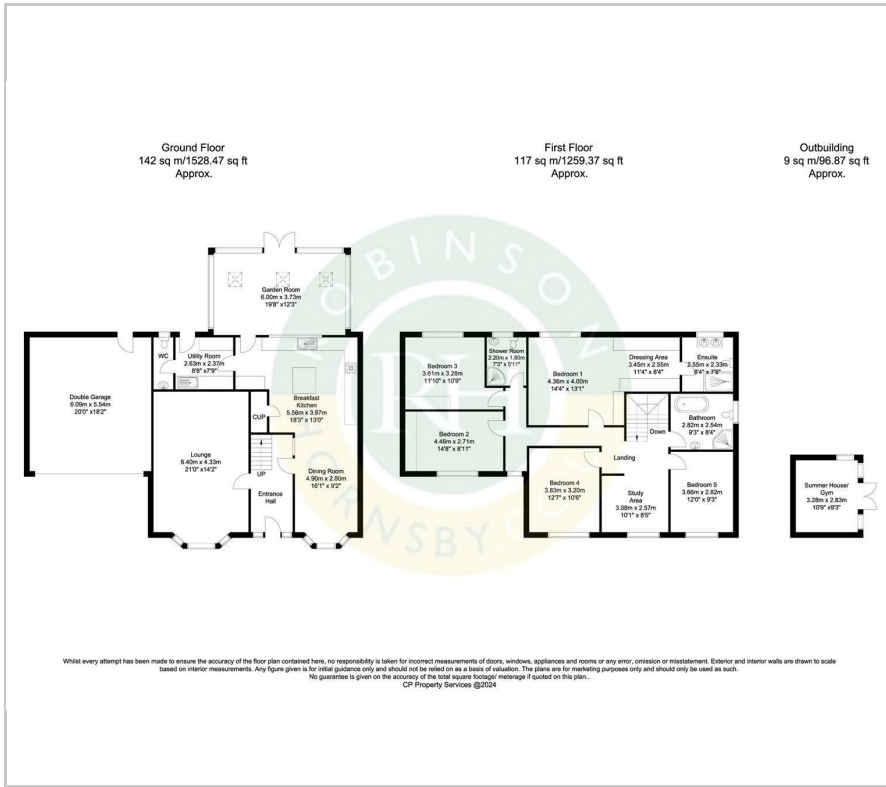 Ground Floor
142 sq m/1528.47 sq ft
Approx.
First Floor
117 sq m/1259.37 sq ft
Approx.
Outbuilding
9 sq m/96.87 sq ft
Approx.
ROBINSON
RH
HORNSBY
Garden Room
6.00m x 3.73m
19'8" x12'3"
WC
Utility Room
2.63m x 2.37m
8'8" x7'9"
Double Garage
6.09m x 5.54m
20'0" x18'2"
Breakfast
Kitchen
5.56m x 3.97m
18'3" x 13'0"
CUP
Lounge
6.40m x 4.33m
21'0" x14'2"
UP
Dining Room
4.90m x 2.80m
16'1" x 9'2"
Entrance
Hall
Bedroom 3
3.61m x 3.28m
11'10" x 10'9"
Shower Room
2.20m x 1.80m
7'3" x 5'11"
Bedroom 1
4.36m x 4.00m
14'4" x 13'1"
Dressing Area
3.45m x 2.55m
11'4" x 8'4"
Ensuite
2.55m x 2.33m
8'4" x 7'8"
Bedroom 2
4.46m x 2.71m
14'8" x 8'11"
Down
Bathroom
2.82m x 2.54m
9'3" x 8'4"
Landing
Bedroom 4
3.83m x 3.20m
12'7" x 10'6"
Study
Area
3.08m x 2.57m
10'1" x 8'5"
Bedroom 5
3.66m x 2.82m
12'0" x 9'3"
Summer House/
Gym
3.28m x 2.83m
10'9" x9'3"
Whilst every attempt has been made to ensure the accuracy of the floor plan contained here, no responsibility is taken for incorrect measurements of doors, windows, appliances and rooms or any error, omission or misstatement. Exterior and interior walls are drawn to scale
based on interior measurements. Any figure given is for initial guidance only and should not be relied on as a basis of valuation. The plans are for marketing purposes only and should only be used as such.
No guarantee is given on the accuracy of the total square footage/ meterage if quoted on this plan..
CP Property Services @2024